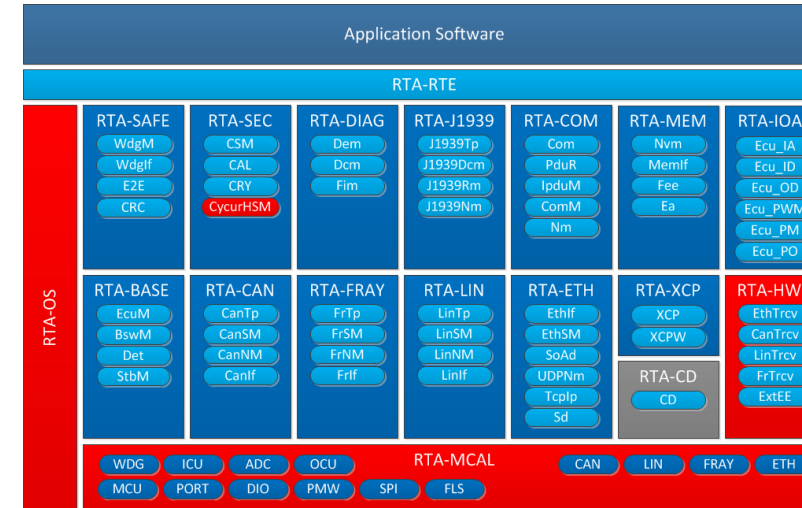 Application Software
RTA-RTE
RTA-OS
RTA-SAFE
WdgM
WdgIf
E2E
CRC
RTA-SEC
CSM
CAL
CRY
CycurHSM
RTA-DIAG
Dem
Dcm
Fim
RTA-J1939
J1939Tp
J1939Dcm
J1939Rm
J1939Nm
RTA-COM
Com
PduR
IpduM
ComM
Nm
RTA-MEM
Nvm
MemIf
Fee
Ea
RTA-IOA
Ecu_IA
Ecu_ID
Ecu_OD
Ecu_PWM
Ecu_PM
Ecu_PO
RTA-BASE
EcuM
BswM
Det
StbM
RTA-CAN
CanTp
CanSM
CanNM
CanIf
RTA-FRAY
FrTp
FrSM
FrNM
FrIf
RTA-LIN
LinTp
LinSM
LinNM
LinIf
RTA-ETH
EthIf
EthSM
SoAd
UDPNm
TcpIp
Sd
RTA-XCP
XCP
XCPW
RTA-CD
CD
RTA-HW
EthTrcv
CanTrcv
LinTrcv
FrTrcv
ExtEE
RTA-MCAL
WDG ICU ADC OCU CAN LIN FRAY ETH
MCU PORT DIO PMW SPI FLS